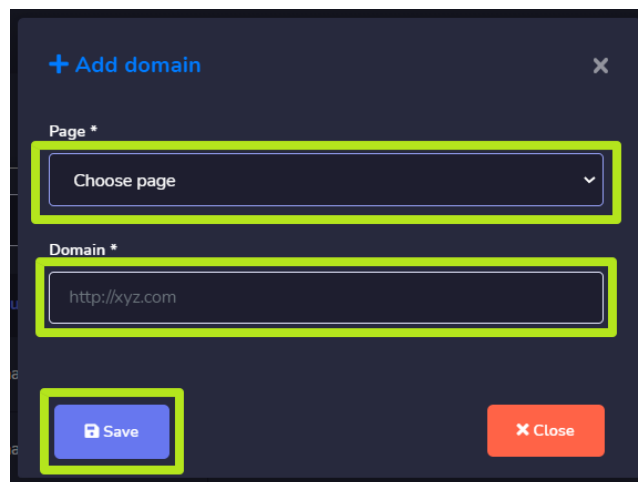 Add domain
Page *
Choose page
Domain *
http://xyz.com
Save
Close